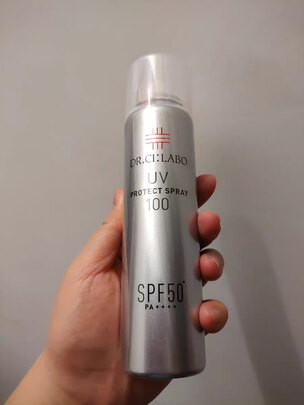 DR.CI:LABO
UV
PROTECT SPRAY
100
SPF50+
PA++++